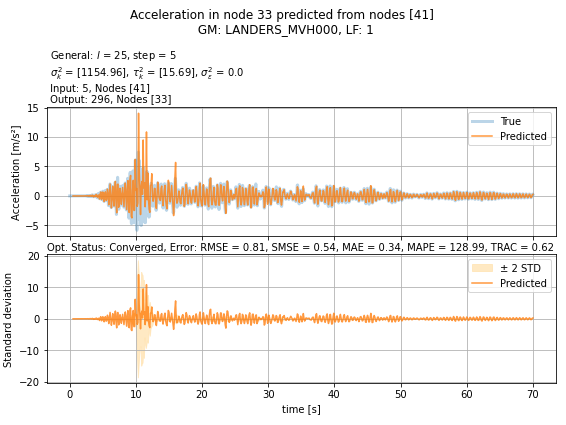 Acceleration in node 33 predicted from nodes [41]
GM: LANDERS_MVH000, LF: 1
General: l = 25, step = 5
σ²ₖ = [1154.96], τ²ₖ = [15.69], σ²ε = 0.0
Input: 5, Nodes [41]
Output: 296, Nodes [33]
Acceleration [m/s²]
15
10
5
0
−5
True
Predicted
Opt. Status: Converged, Error: RMSE = 0.81, SMSE = 0.54, MAE = 0.34, MAPE = 128.99, TRAC = 0.62
Standard deviation
20
10
0
−10
−20
± 2 STD
Predicted
0 10 20 30 40 50 60 70
time [s]